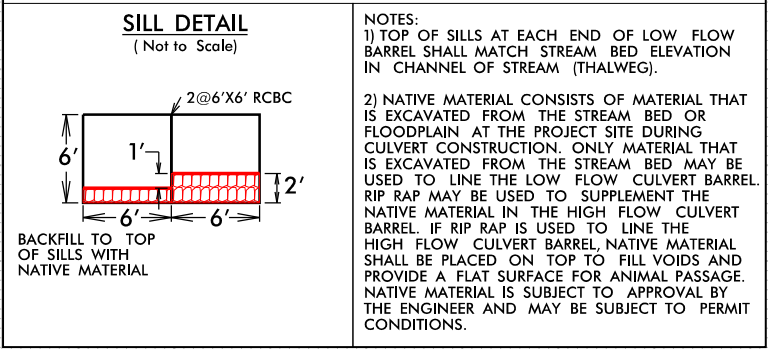 SILL DETAIL
( Not to Scale)
2@6'X6' RCBC
6'
1'
2'
6'
6'
BACKFILL TO TOP
OF SILLS WITH
NATIVE MATERIAL
NOTES:
1) TOP OF SILLS AT EACH END OF LOW FLOW
BARREL SHALL MATCH STREAM BED ELEVATION
IN CHANNEL OF STREAM (THALWEG).
2) NATIVE MATERIAL CONSISTS OF MATERIAL THAT
IS EXCAVATED FROM THE STREAM BED OR
FLOODPLAIN AT THE PROJECT SITE DURING
CULVERT CONSTRUCTION. ONLY MATERIAL THAT
IS EXCAVATED FROM THE STREAM BED MAY BE
USED TO LINE THE LOW FLOW CULVERT BARREL.
RIP RAP MAY BE USED TO SUPPLEMENT THE
NATIVE MATERIAL IN THE HIGH FLOW CULVERT
BARREL. IF RIP RAP IS USED TO LINE THE
HIGH FLOW CULVERT BARREL, NATIVE MATERIAL
SHALL BE PLACED ON TOP TO FILL VOIDS AND
PROVIDE A FLAT SURFACE FOR ANIMAL PASSAGE.
NATIVE MATERIAL IS SUBJECT TO APPROVAL BY
THE ENGINEER AND MAY BE SUBJECT TO PERMIT
CONDITIONS.